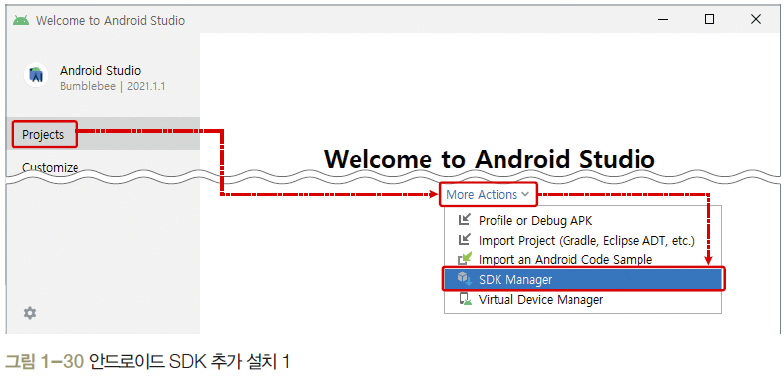 Welcome to Android Studio
Android Studio
Bumblebee | 2021.1.1
Projects
Customize
Welcome to Android Studio
More Actions
Profile or Debug APK
Import Project (Gradle, Eclipse ADT, etc.)
Import an Android Code Sample
SDK Manager
Virtual Device Manager
그림 1-30 안드로이드 SDK 추가 설치 1